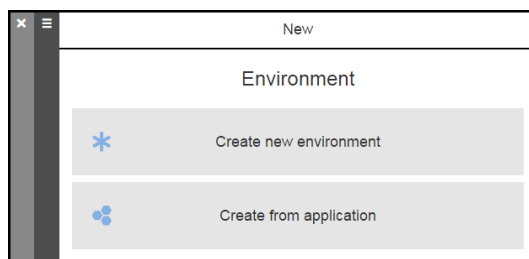 New
Environment
Create new environment
Create from application